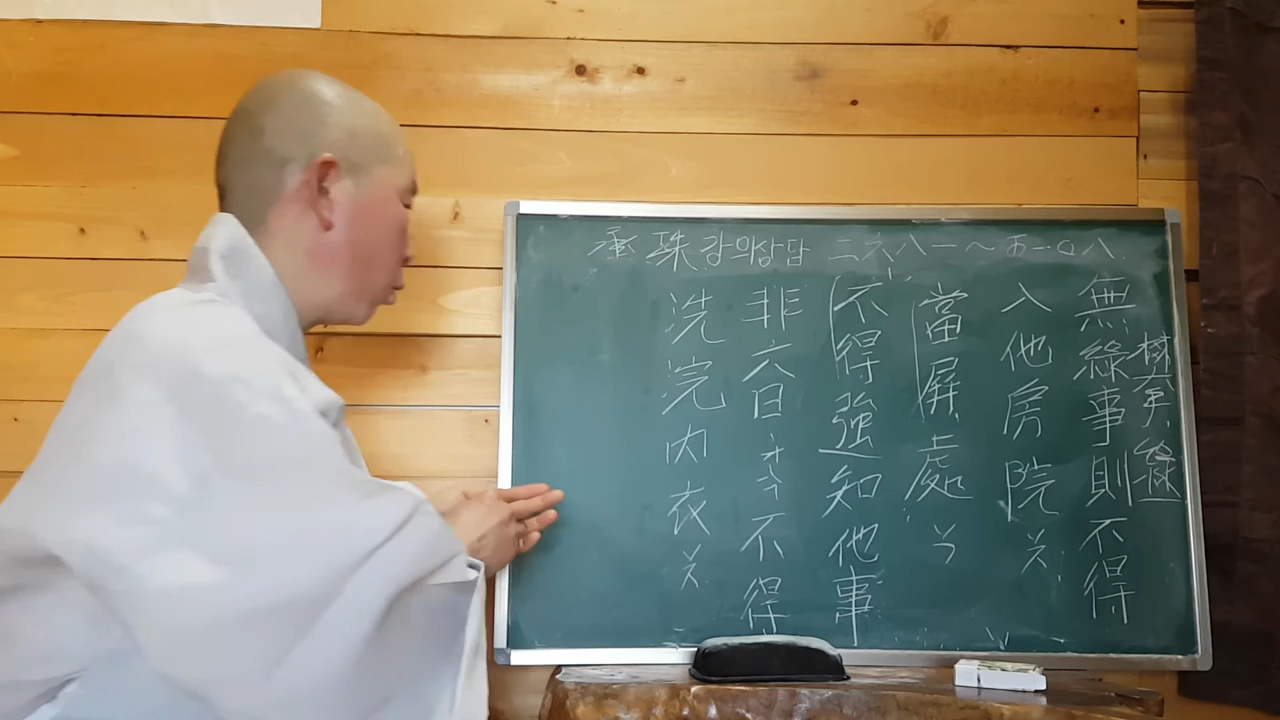 承珠강의상담 二六八一～五一〇八
無緣事則不得
入他房院
當屛處
不得強知他事
非六日 不得
洗浣內衣